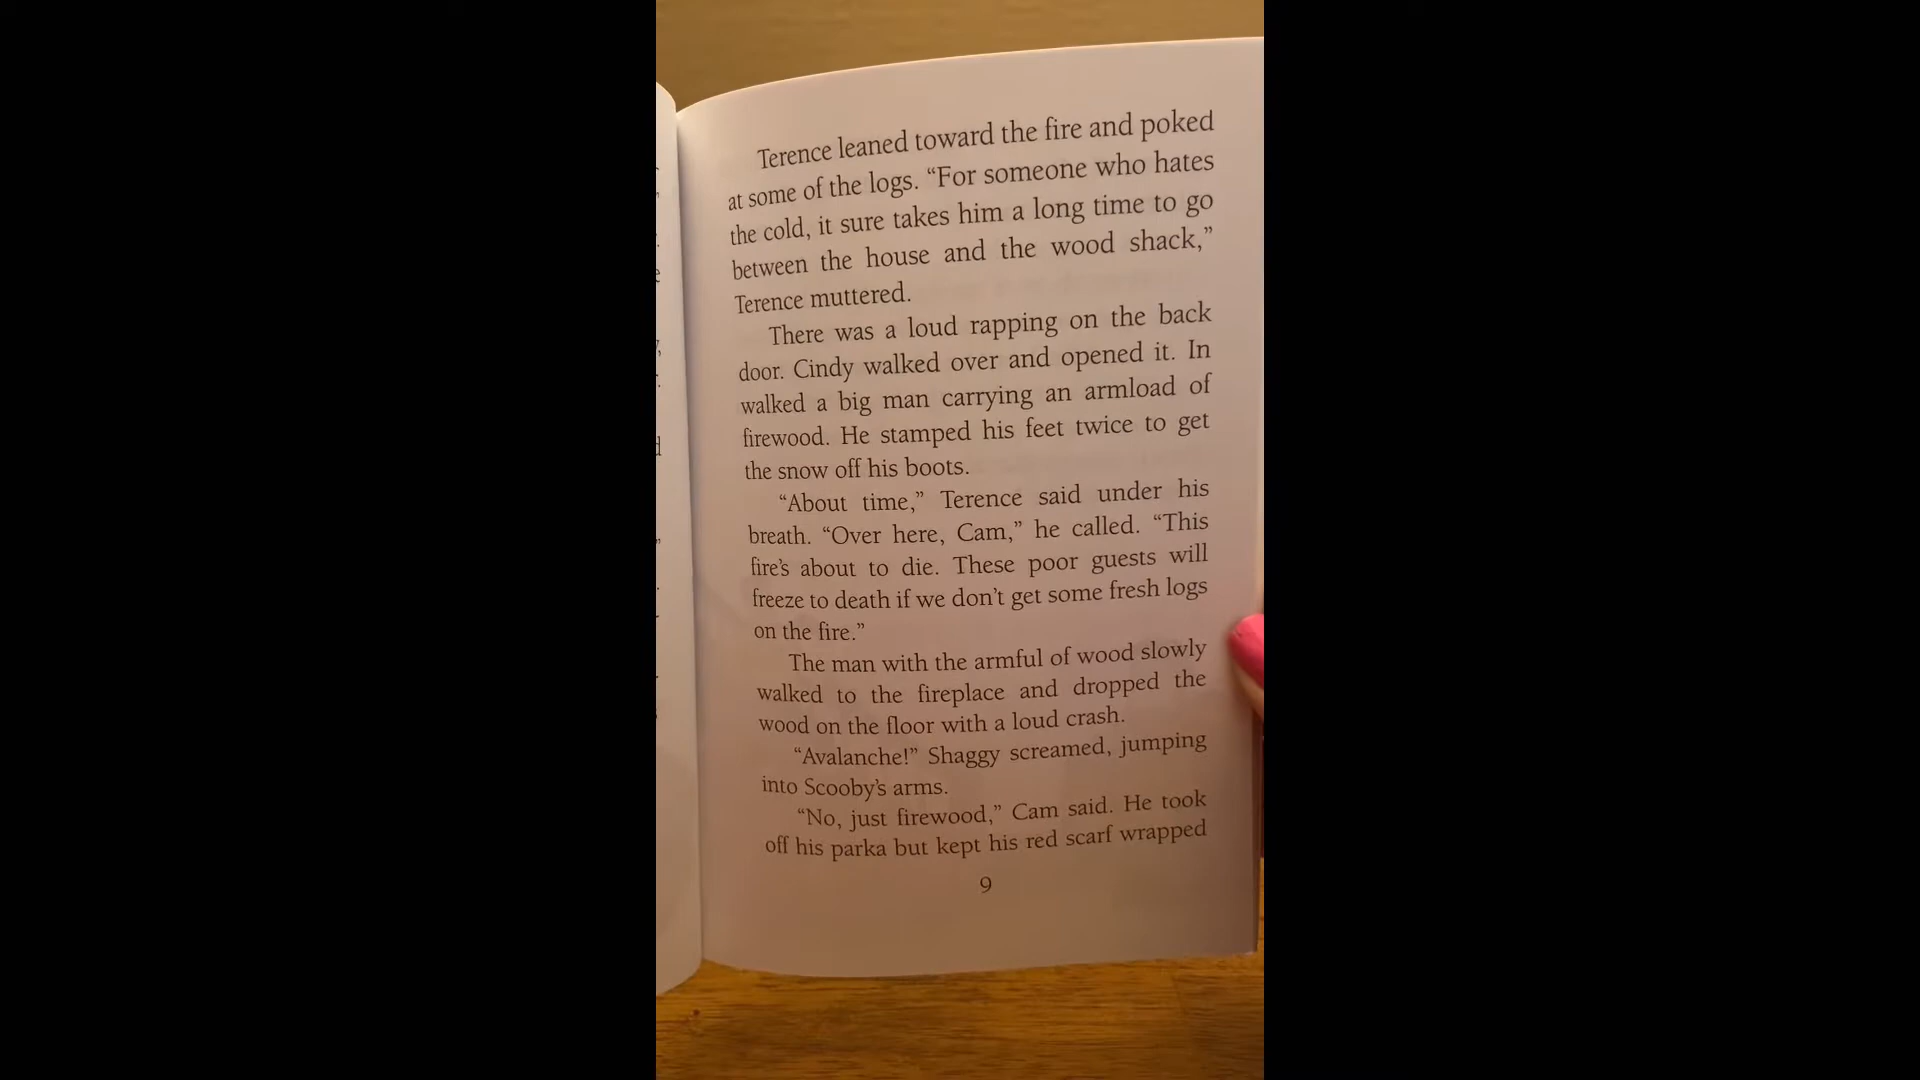 Terence leaned toward the fire and poked
at some of the logs. “For someone who hates
the cold, it sure takes him a long time to go
between the house and the wood shack,”
Terence muttered.
There was a loud rapping on the back
door. Cindy walked over and opened it. In
walked a big man carrying an armload of
firewood. He stamped his feet twice to get
the snow off his boots.
“About time,” Terence said under his
breath. “Over here, Cam,” he called. “This
fire’s about to die. These poor guests will
freeze to death if we don’t get some fresh logs
on the fire.”
The man with the armful of wood slowly
walked to the fireplace and dropped the
wood on the floor with a loud crash.
“Avalanche!” Shaggy screamed, jumping
into Scooby’s arms.
“No, just firewood,” Cam said. He took
off his parka but kept his red scarf wrapped
9